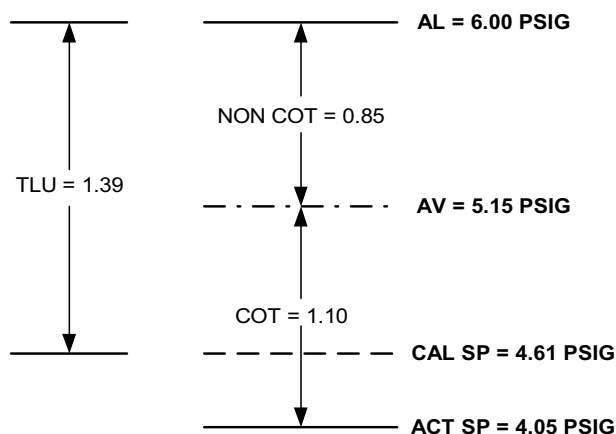 AL = 6.00 PSIG
NON COT = 0.85
TLU = 1.39
AV = 5.15 PSIG
COT = 1.10
CAL SP = 4.61 PSIG
ACT SP = 4.05 PSIG